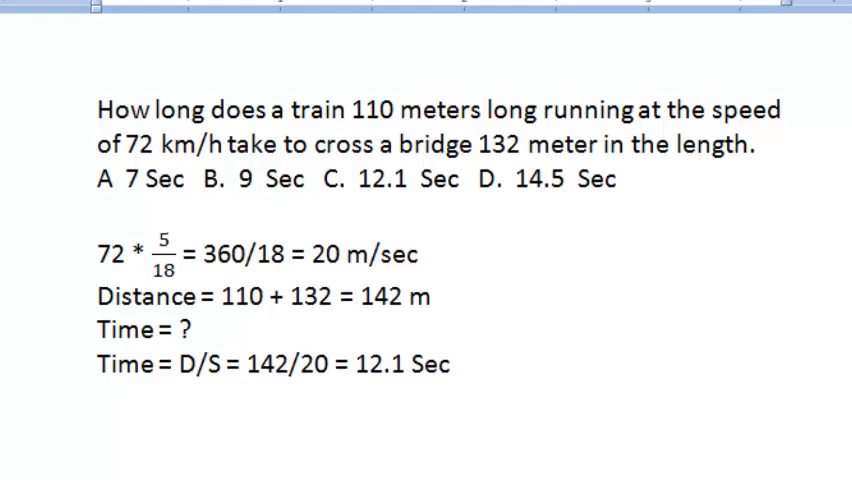 How long does a train 110 meters long running at the speed
of 72 km/h take to cross a bridge 132 meter in the length.
A 7 Sec B. 9 Sec C. 12.1 Sec D. 14.5 Sec
72 * 5/18 = 360/18 = 20 m/sec
Distance = 110 + 132 = 142 m
Time = ?
Time = D/S = 142/20 = 12.1 Sec